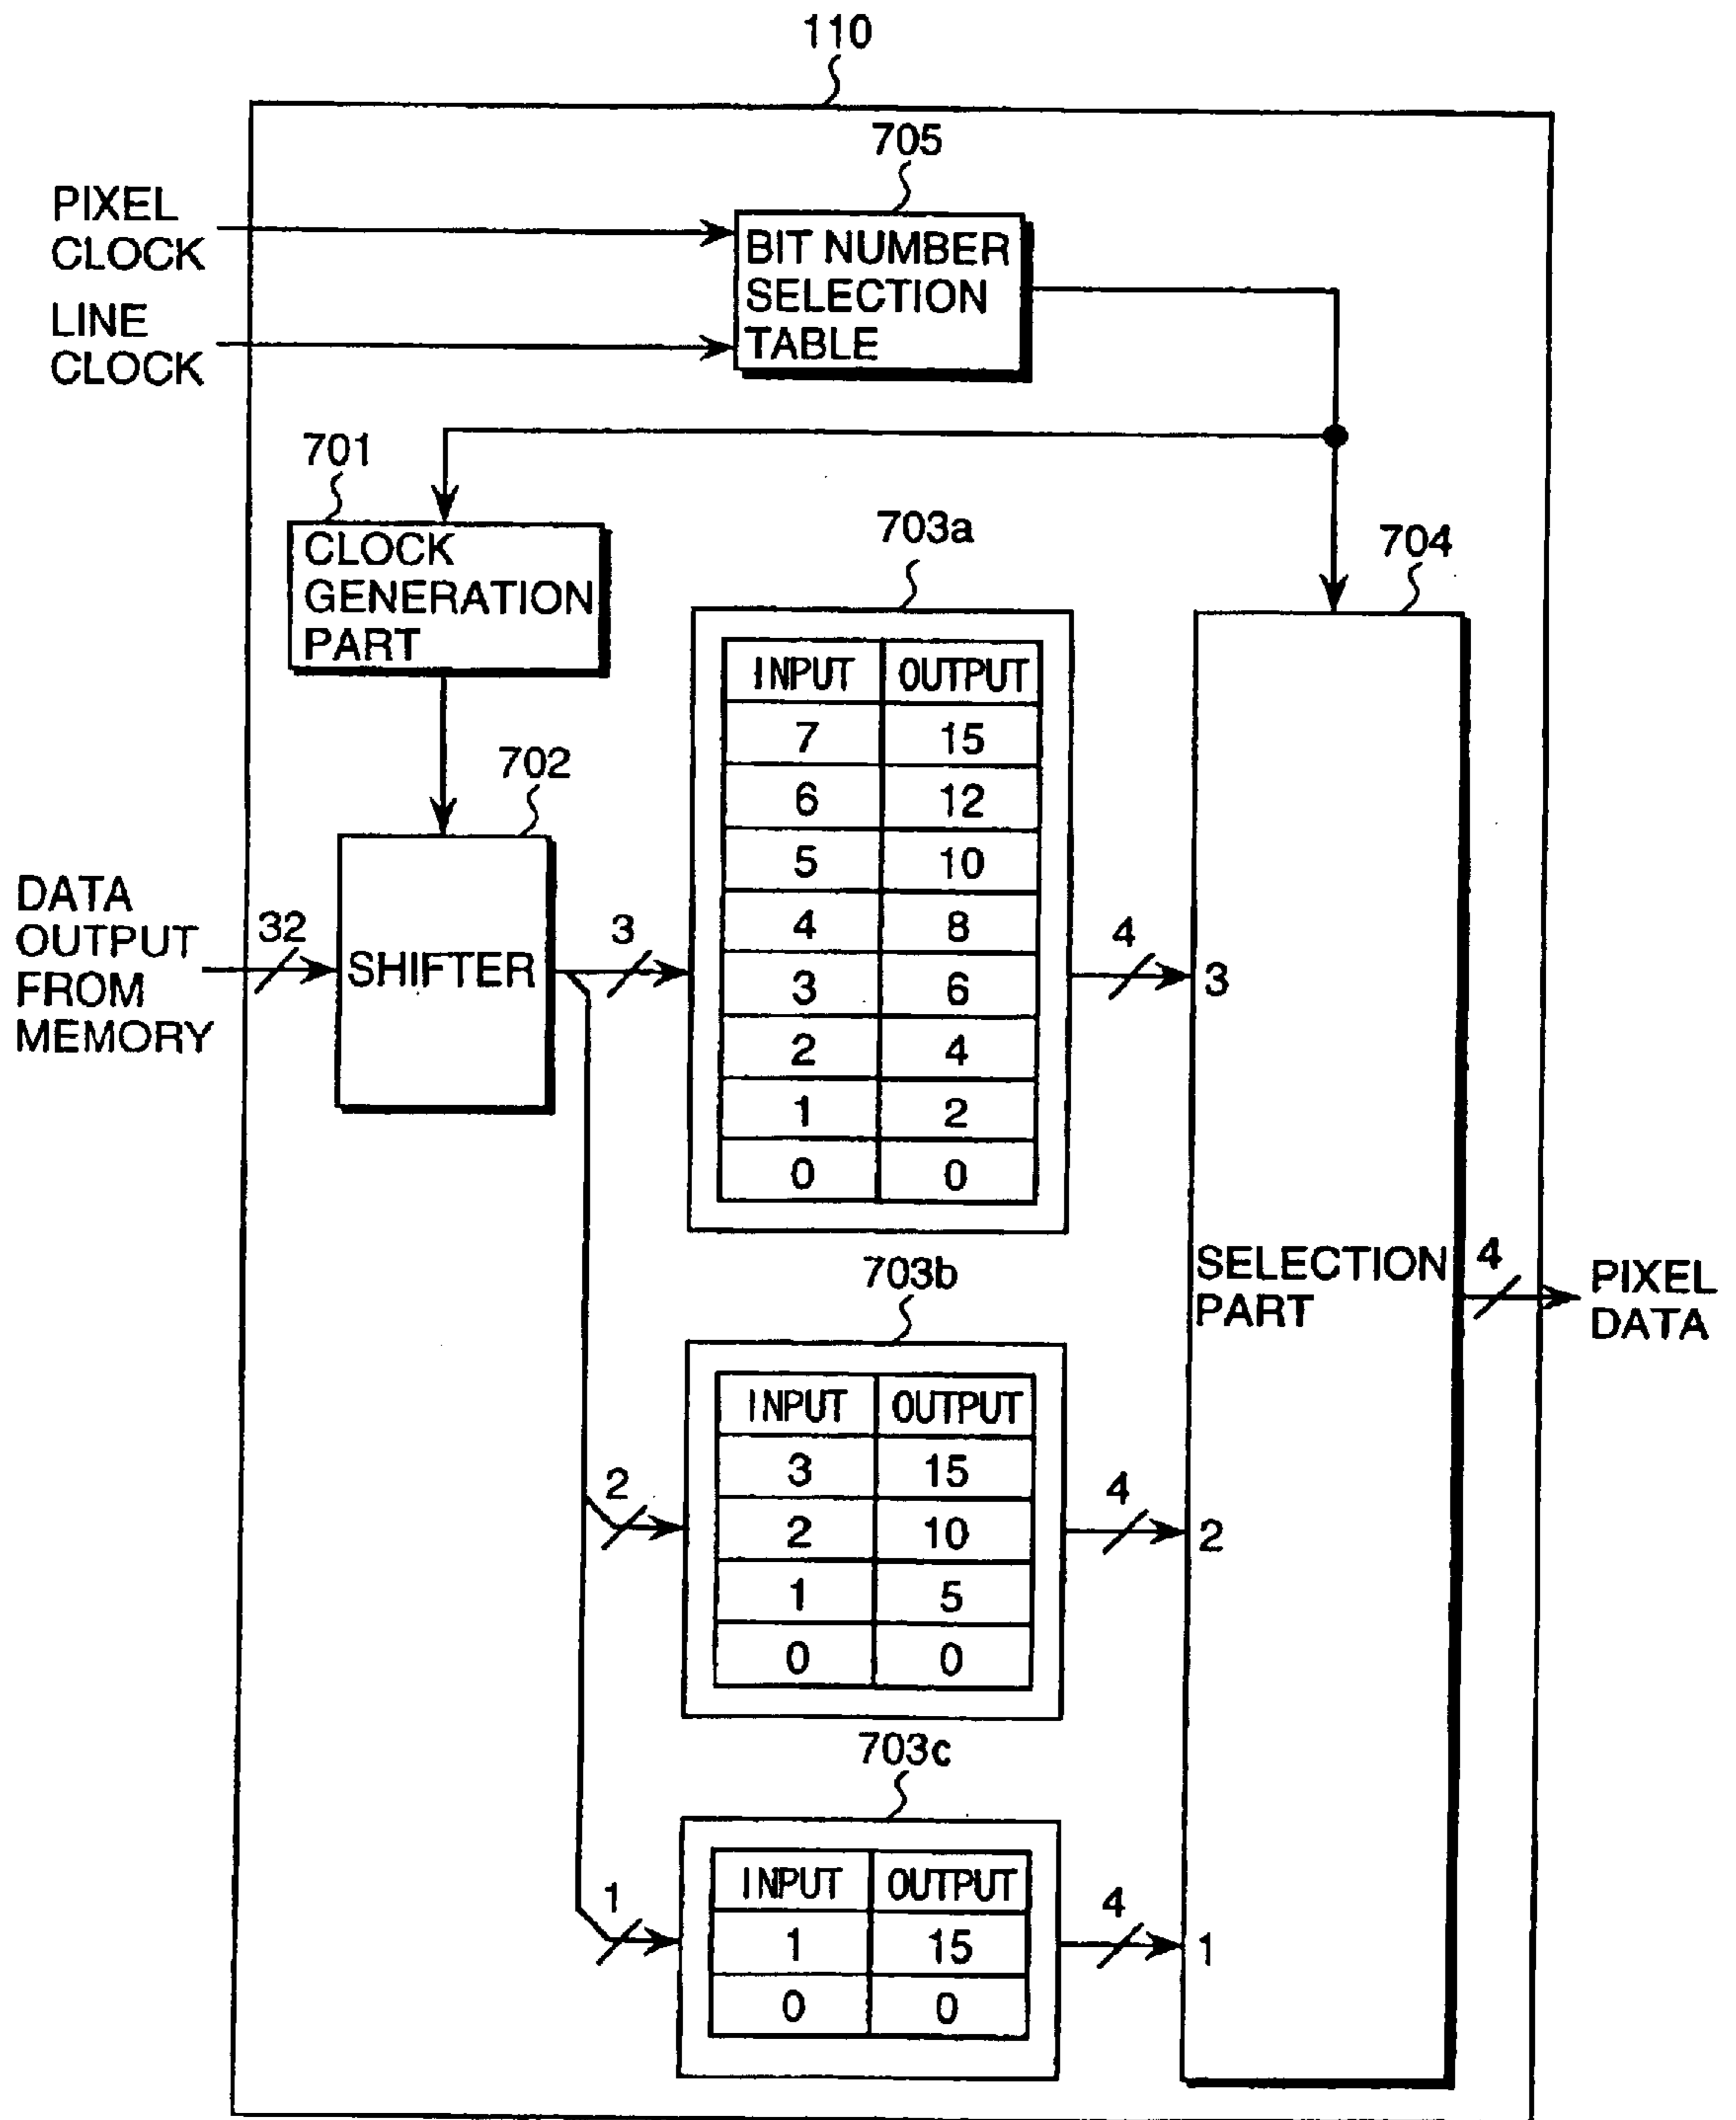 110
705
PIXEL
CLOCK
BIT NUMBER
SELECTION
TABLE
LINE
CLOCK
701
CLOCK
GENERATION
PART
703a
704
INPUT OUTPUT
7 15
6 12
5 10
4 8
3 6
2 4
1 2
0 0
702
DATA
OUTPUT
FROM
MEMORY
32
SHIFTER
3
4
3
SELECTION
PART
4
PIXEL
DATA
703b
INPUT OUTPUT
3 15
2 10
1 5
0 0
2
4
2
703c
INPUT OUTPUT
1 15
0 0
1
4
1